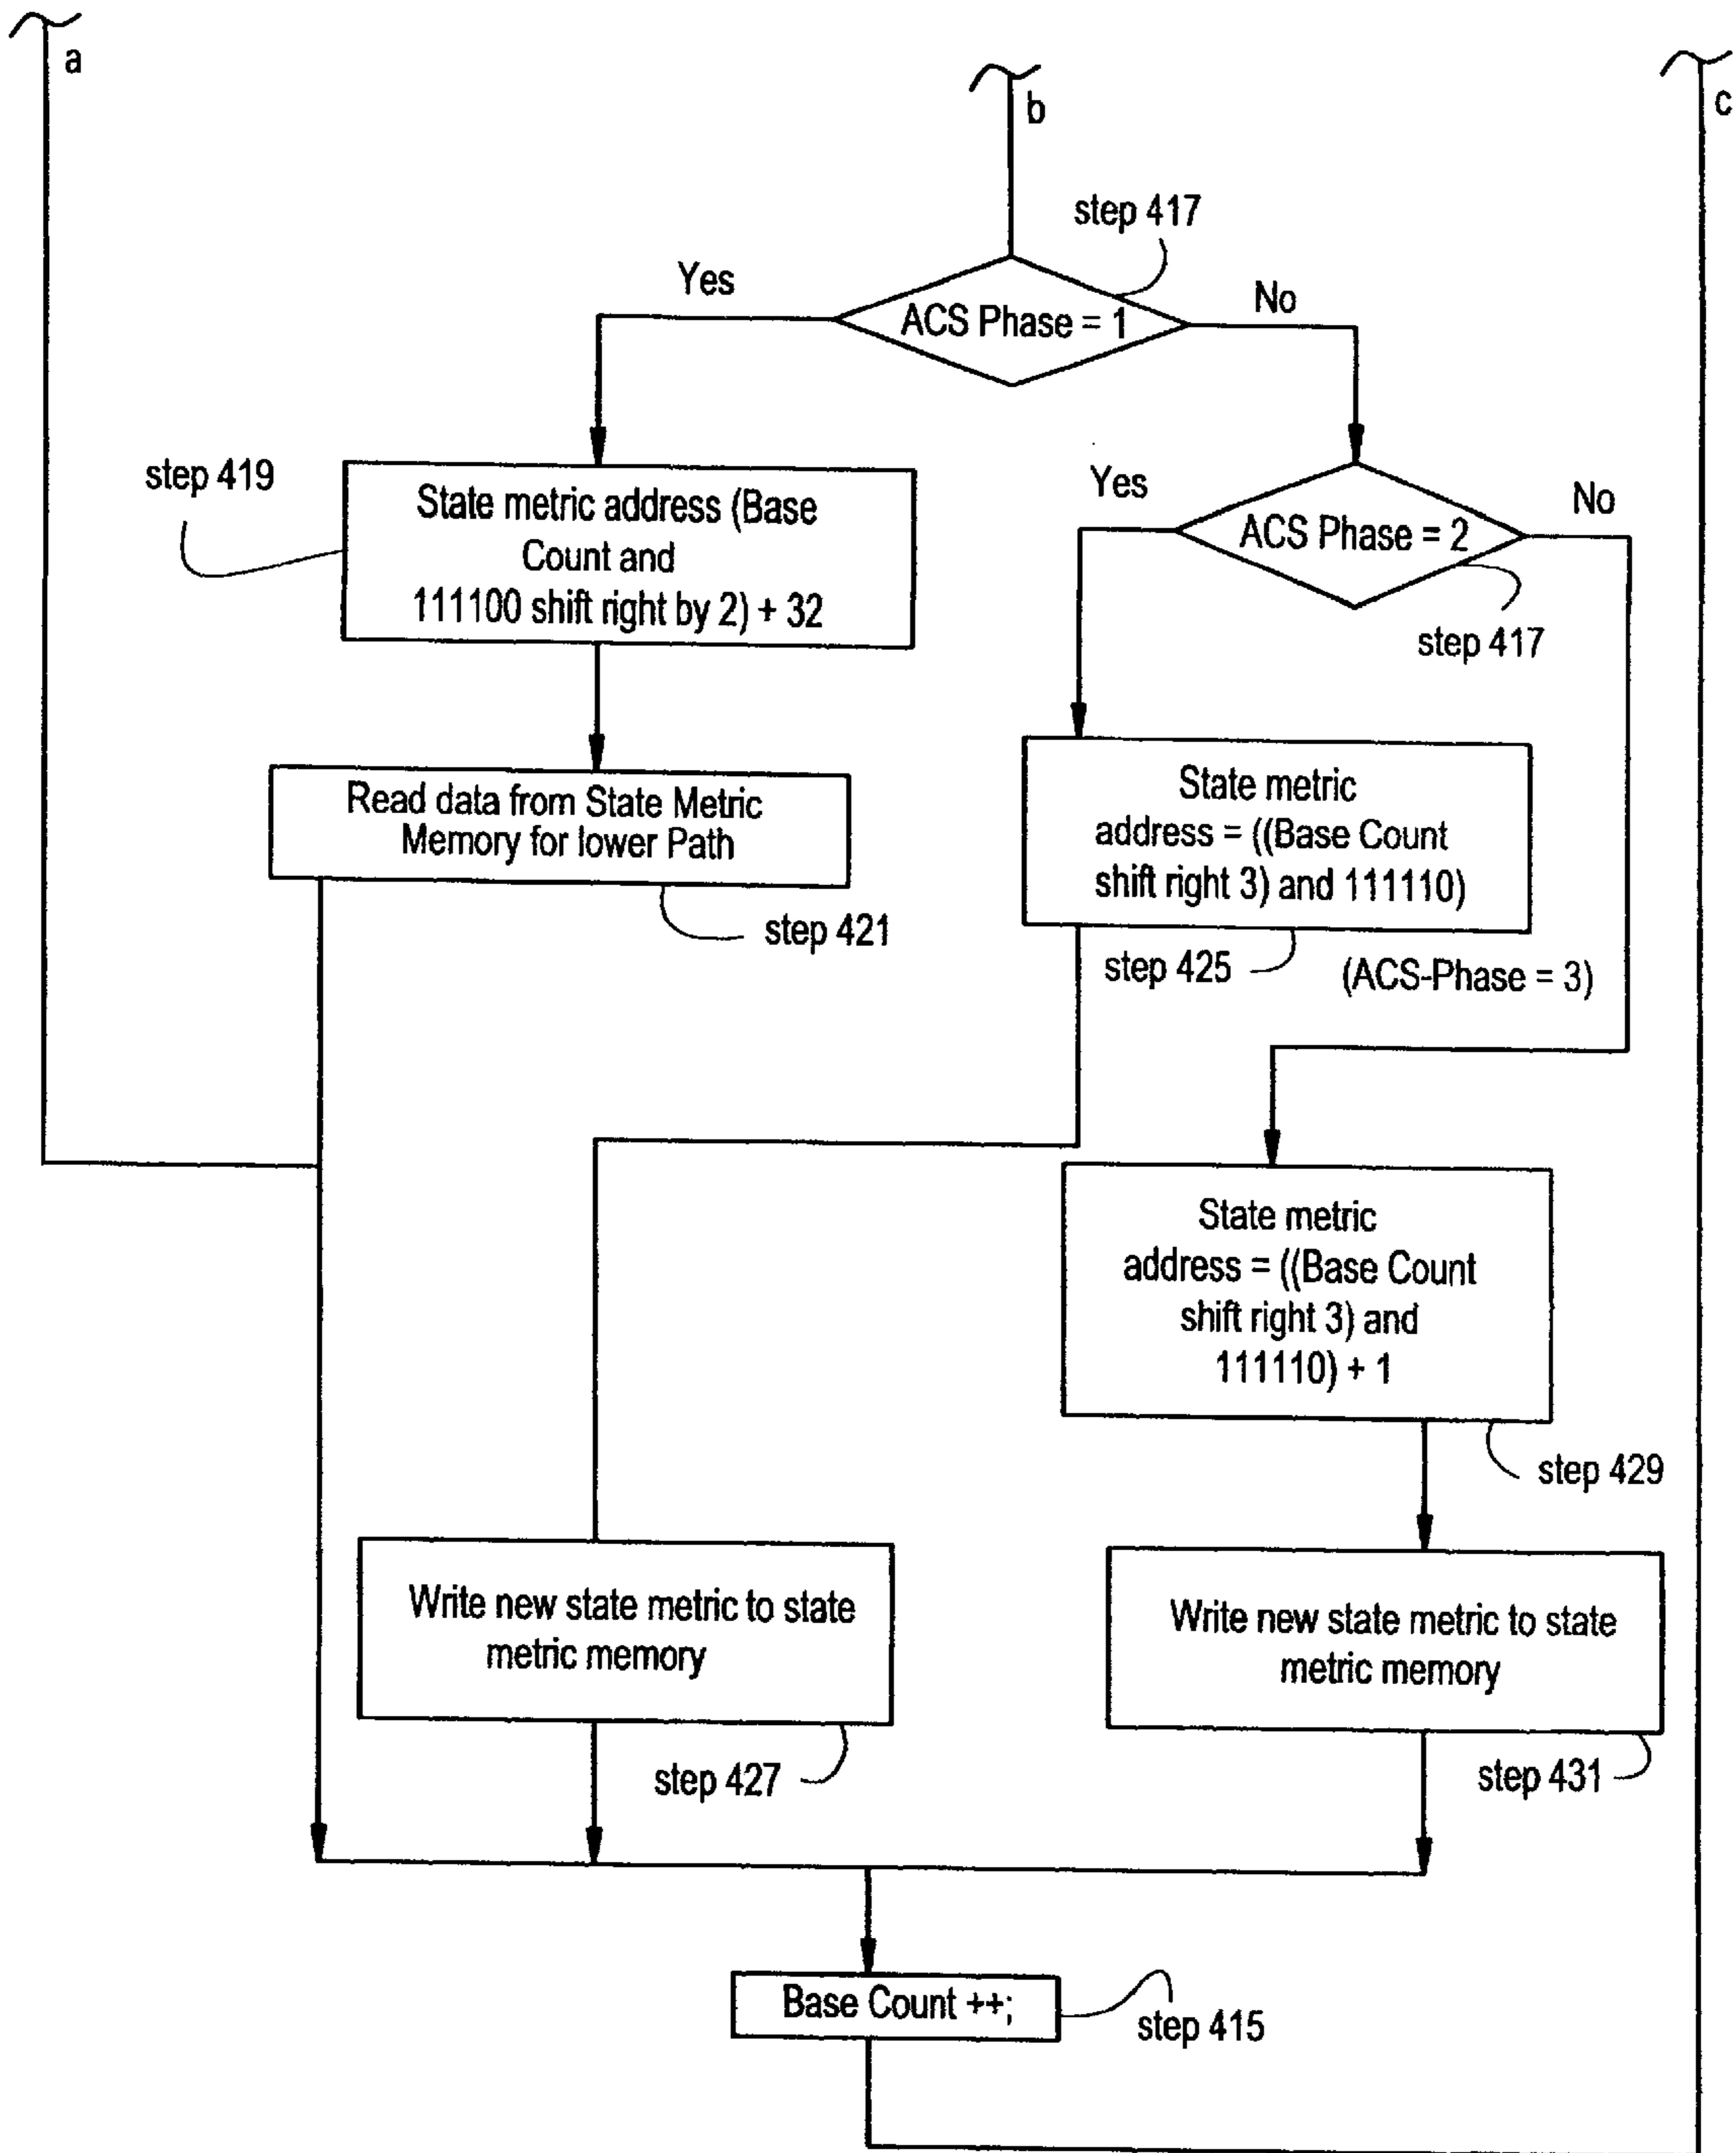 a
b
c
step 417
Yes
No
ACS Phase = 1
step 419
State metric address (Base
Count and
111100 shift right by 2) + 32
Yes
No
ACS Phase = 2
step 417
Read data from State Metric
Memory for lower Path
step 421
State metric
address = ((Base Count
shift right 3) and 111110)
step 425
(ACS-Phase = 3)
State metric
address = ((Base Count
shift right 3) and
111110) + 1
step 429
Write new state metric to state
metric memory
step 427
Write new state metric to state
metric memory
step 431
Base Count ++;
step 415